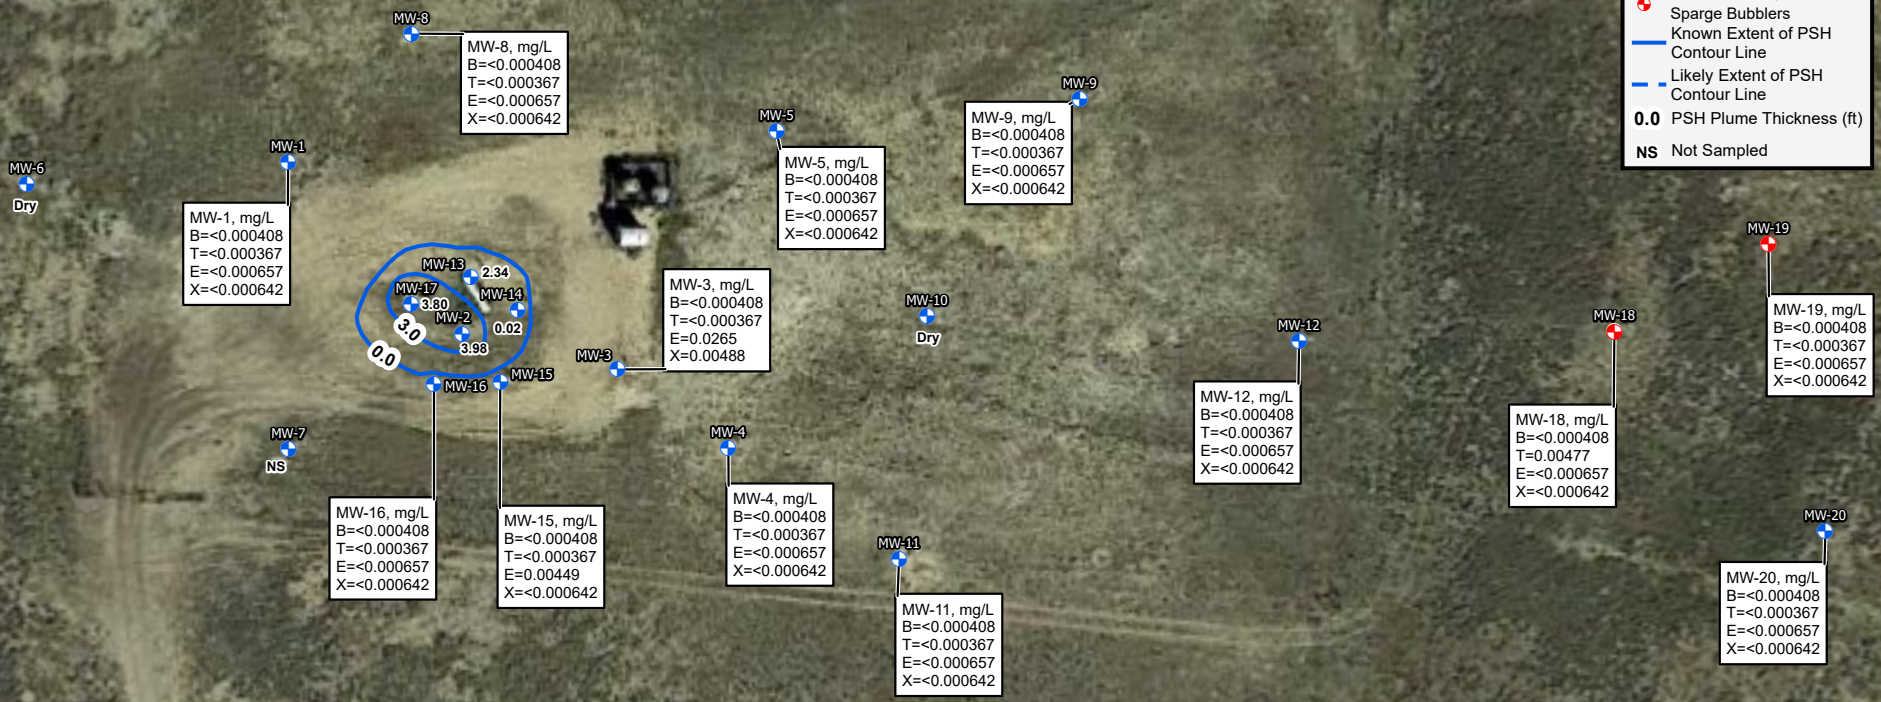 MW-8
MW-8, mg/L
B=<0.000408
T=<0.000367
E=<0.000657
X=<0.000642
Sparge Bubblers
Known Extent of PSH
Contour Line
Likely Extent of PSH
Contour Line
0.0 PSH Plume Thickness (ft)
NS Not Sampled
MW-9
MW-9, mg/L
B=<0.000408
T=<0.000367
E=<0.000657
X=<0.000642
MW-5
MW-5, mg/L
B=<0.000408
T=<0.000367
E=<0.000657
X=<0.000642
MW-1
MW-1, mg/L
B=<0.000408
T=<0.000367
E=<0.000657
X=<0.000642
MW-6
Dry
MW-13
2.34
MW-17
3.80
MW-14
0.02
MW-2
3.98
3.0
0.0
MW-3
MW-3, mg/L
B=<0.000408
T=<0.000367
E=0.0265
X=0.00488
MW-10
Dry
MW-12
MW-12, mg/L
B=<0.000408
T=<0.000367
E=<0.000657
X=<0.000642
MW-18
MW-18, mg/L
B=<0.000408
T=0.00477
E=<0.000657
X=<0.000642
MW-19
MW-19, mg/L
B=<0.000408
T=<0.000367
E=<0.000657
X=<0.000642
MW-16
MW-15
MW-7
NS
MW-16, mg/L
B=<0.000408
T=<0.000367
E=<0.000657
X=<0.000642
MW-15, mg/L
B=<0.000408
T=<0.000367
E=0.00449
X=<0.000642
MW-4
MW-4, mg/L
B=<0.000408
T=<0.000367
E=<0.000657
X=<0.000642
MW-11
MW-11, mg/L
B=<0.000408
T=<0.000367
E=<0.000657
X=<0.000642
MW-20
MW-20, mg/L
B=<0.000408
T=<0.000367
E=<0.000657
X=<0.000642